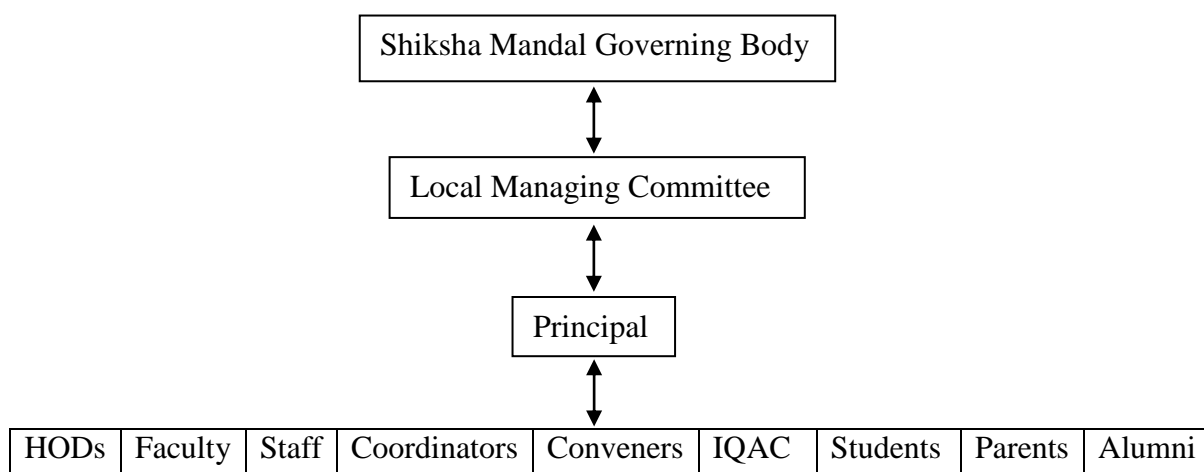 Shiksha Mandal Governing Body
Local Managing Committee
Principal
HODs Faculty Staff Coordinators Conveners IQAC Students Parents Alumni